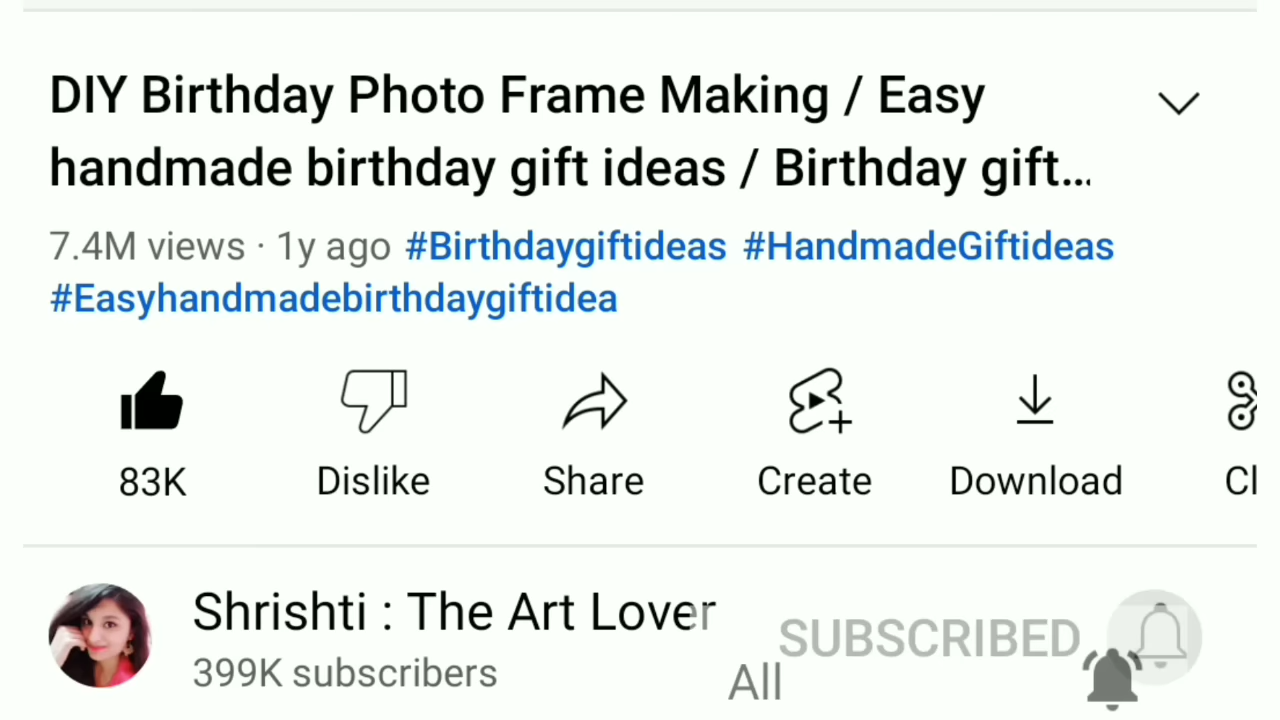 DIY Birthday Photo Frame Making / Easy
handmade birthday gift ideas / Birthday gift...
7.4M views · 1y ago #Birthdaygiftideas #HandmadeGiftideas
#Easyhandmadebirthdaygiftidea
83K Dislike Share Create Download Cl
Shrishti : The Art Lover
SUBSCRIBED
399K subscribers
All